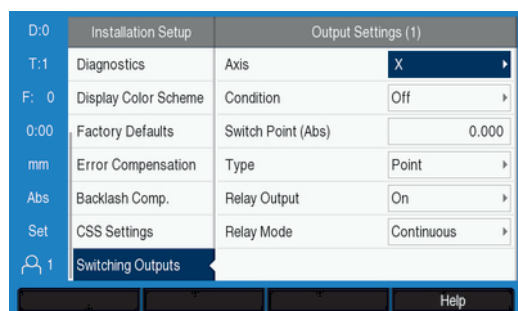 D:0
T:1
F: 0
0:00
mm
Abs
Set
1
Installation Setup
Diagnostics
Display Color Scheme
Factory Defaults
Error Compensation
Backlash Comp.
CSS Settings
Switching Outputs
Output Settings (1)
Axis X
Condition Off
Switch Point (Abs) 0.000
Type Point
Relay Output On
Relay Mode Continuous
Help